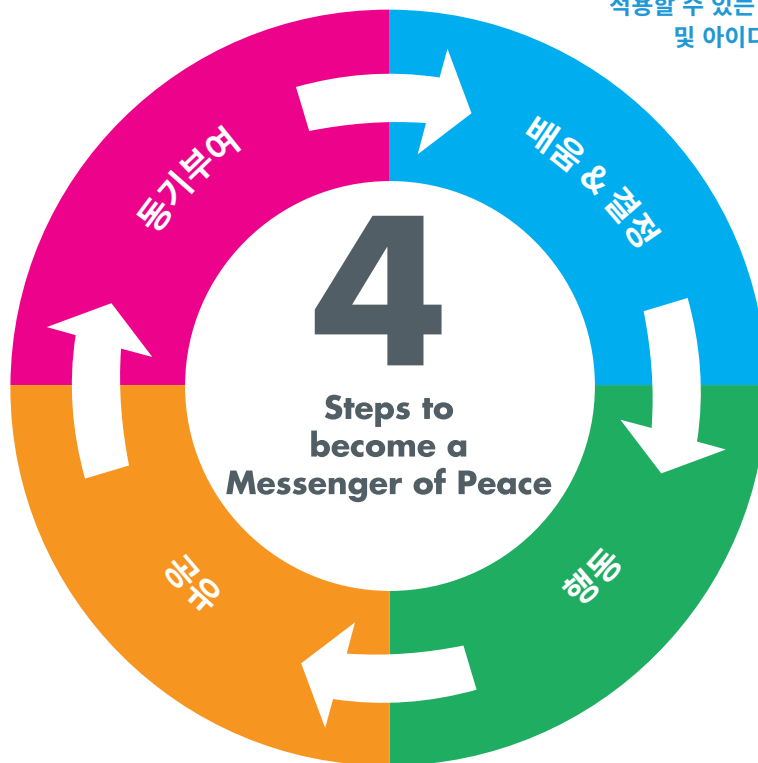 적용할 수 있는
및 아이디
동기부여
배움 & 결정
4
Steps to
become a
Messenger of Peace
공유
행동